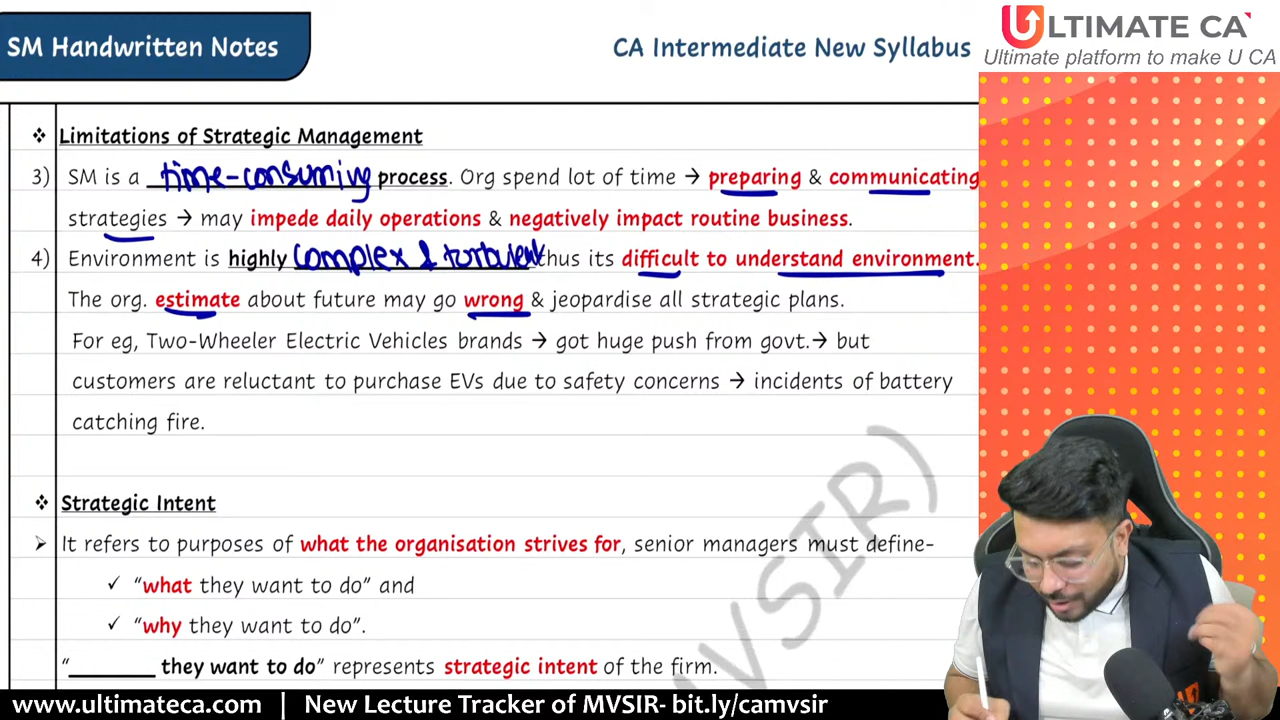 SM Handwritten Notes
CA Intermediate New Syllabus
ULTIMATE CA
Ultimate platform to make U CA
❖ Limitations of Strategic Management
3) SM is a time-consuming process. Org spend lot of time → preparing & communicating
strategies → may impede daily operations & negatively impact routine business.
4) Environment is highly complex & turbulent thus its difficult to understand environment.
The org. estimate about future may go wrong & jeopardise all strategic plans.
For eg, Two-Wheeler Electric Vehicles brands → got huge push from govt.→ but
customers are reluctant to purchase EVs due to safety concerns → incidents of battery
catching fire.
❖ Strategic Intent
➢ It refers to purposes of what the organisation strives for, senior managers must define-
✓ “what they want to do” and
✓ “why they want to do”.
“________ they want to do” represents strategic intent of the firm.
VSIR)
www.ultimateca.com | New Lecture Tracker of MVSIR- bit.ly/camvsir